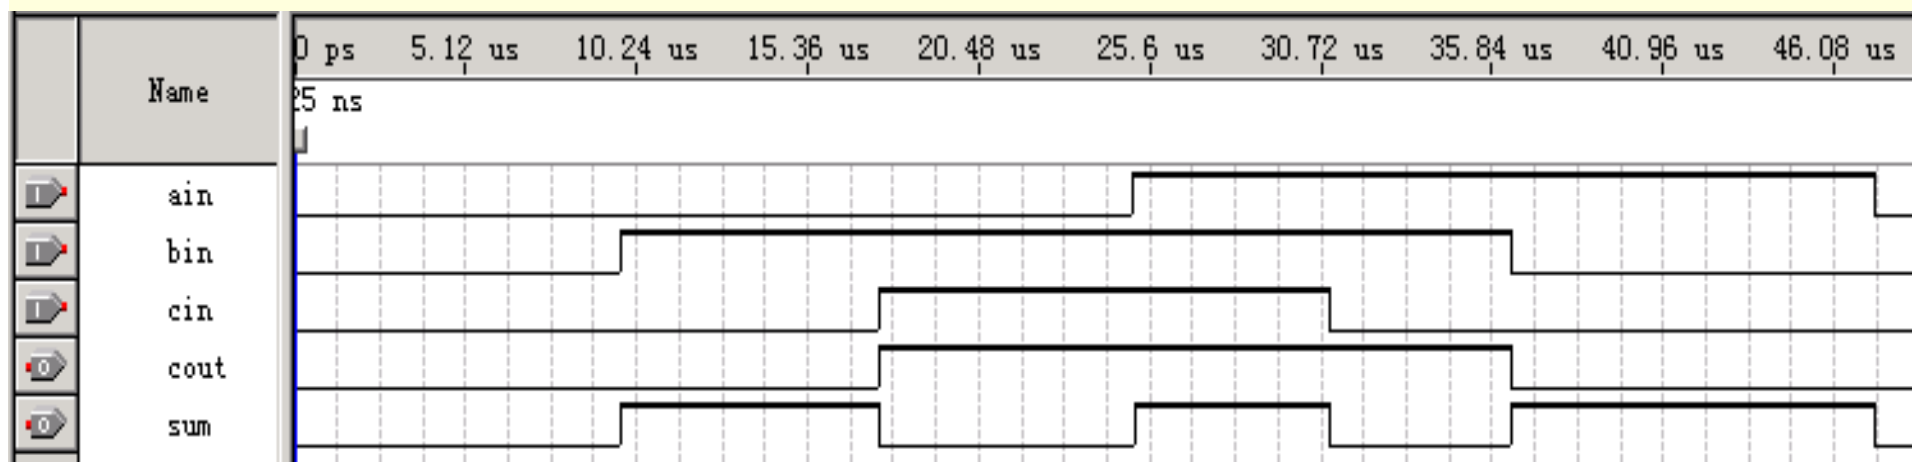 0 ps 5.12 us 10.24 us 15.36 us 20.48 us 25.6 us 30.72 us 35.84 us 40.96 us 46.08 us
Name
25 ns
ain
bin
cin
cout
sum